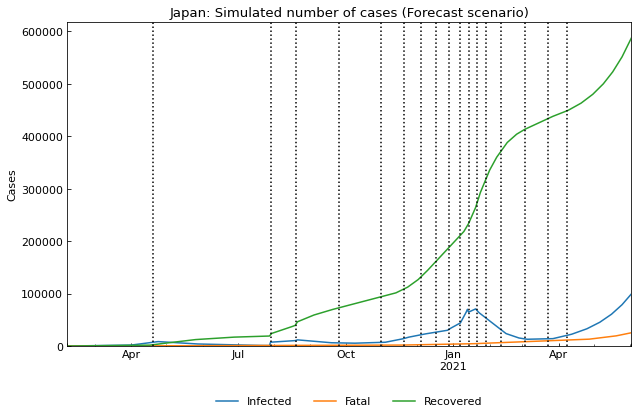 Japan: Simulated number of cases (Forecast scenario)
600000
500000
400000
300000
200000
100000
0
Cases
Apr
Jul
Oct
Jan
2021
Apr
Infected
Fatal
Recovered